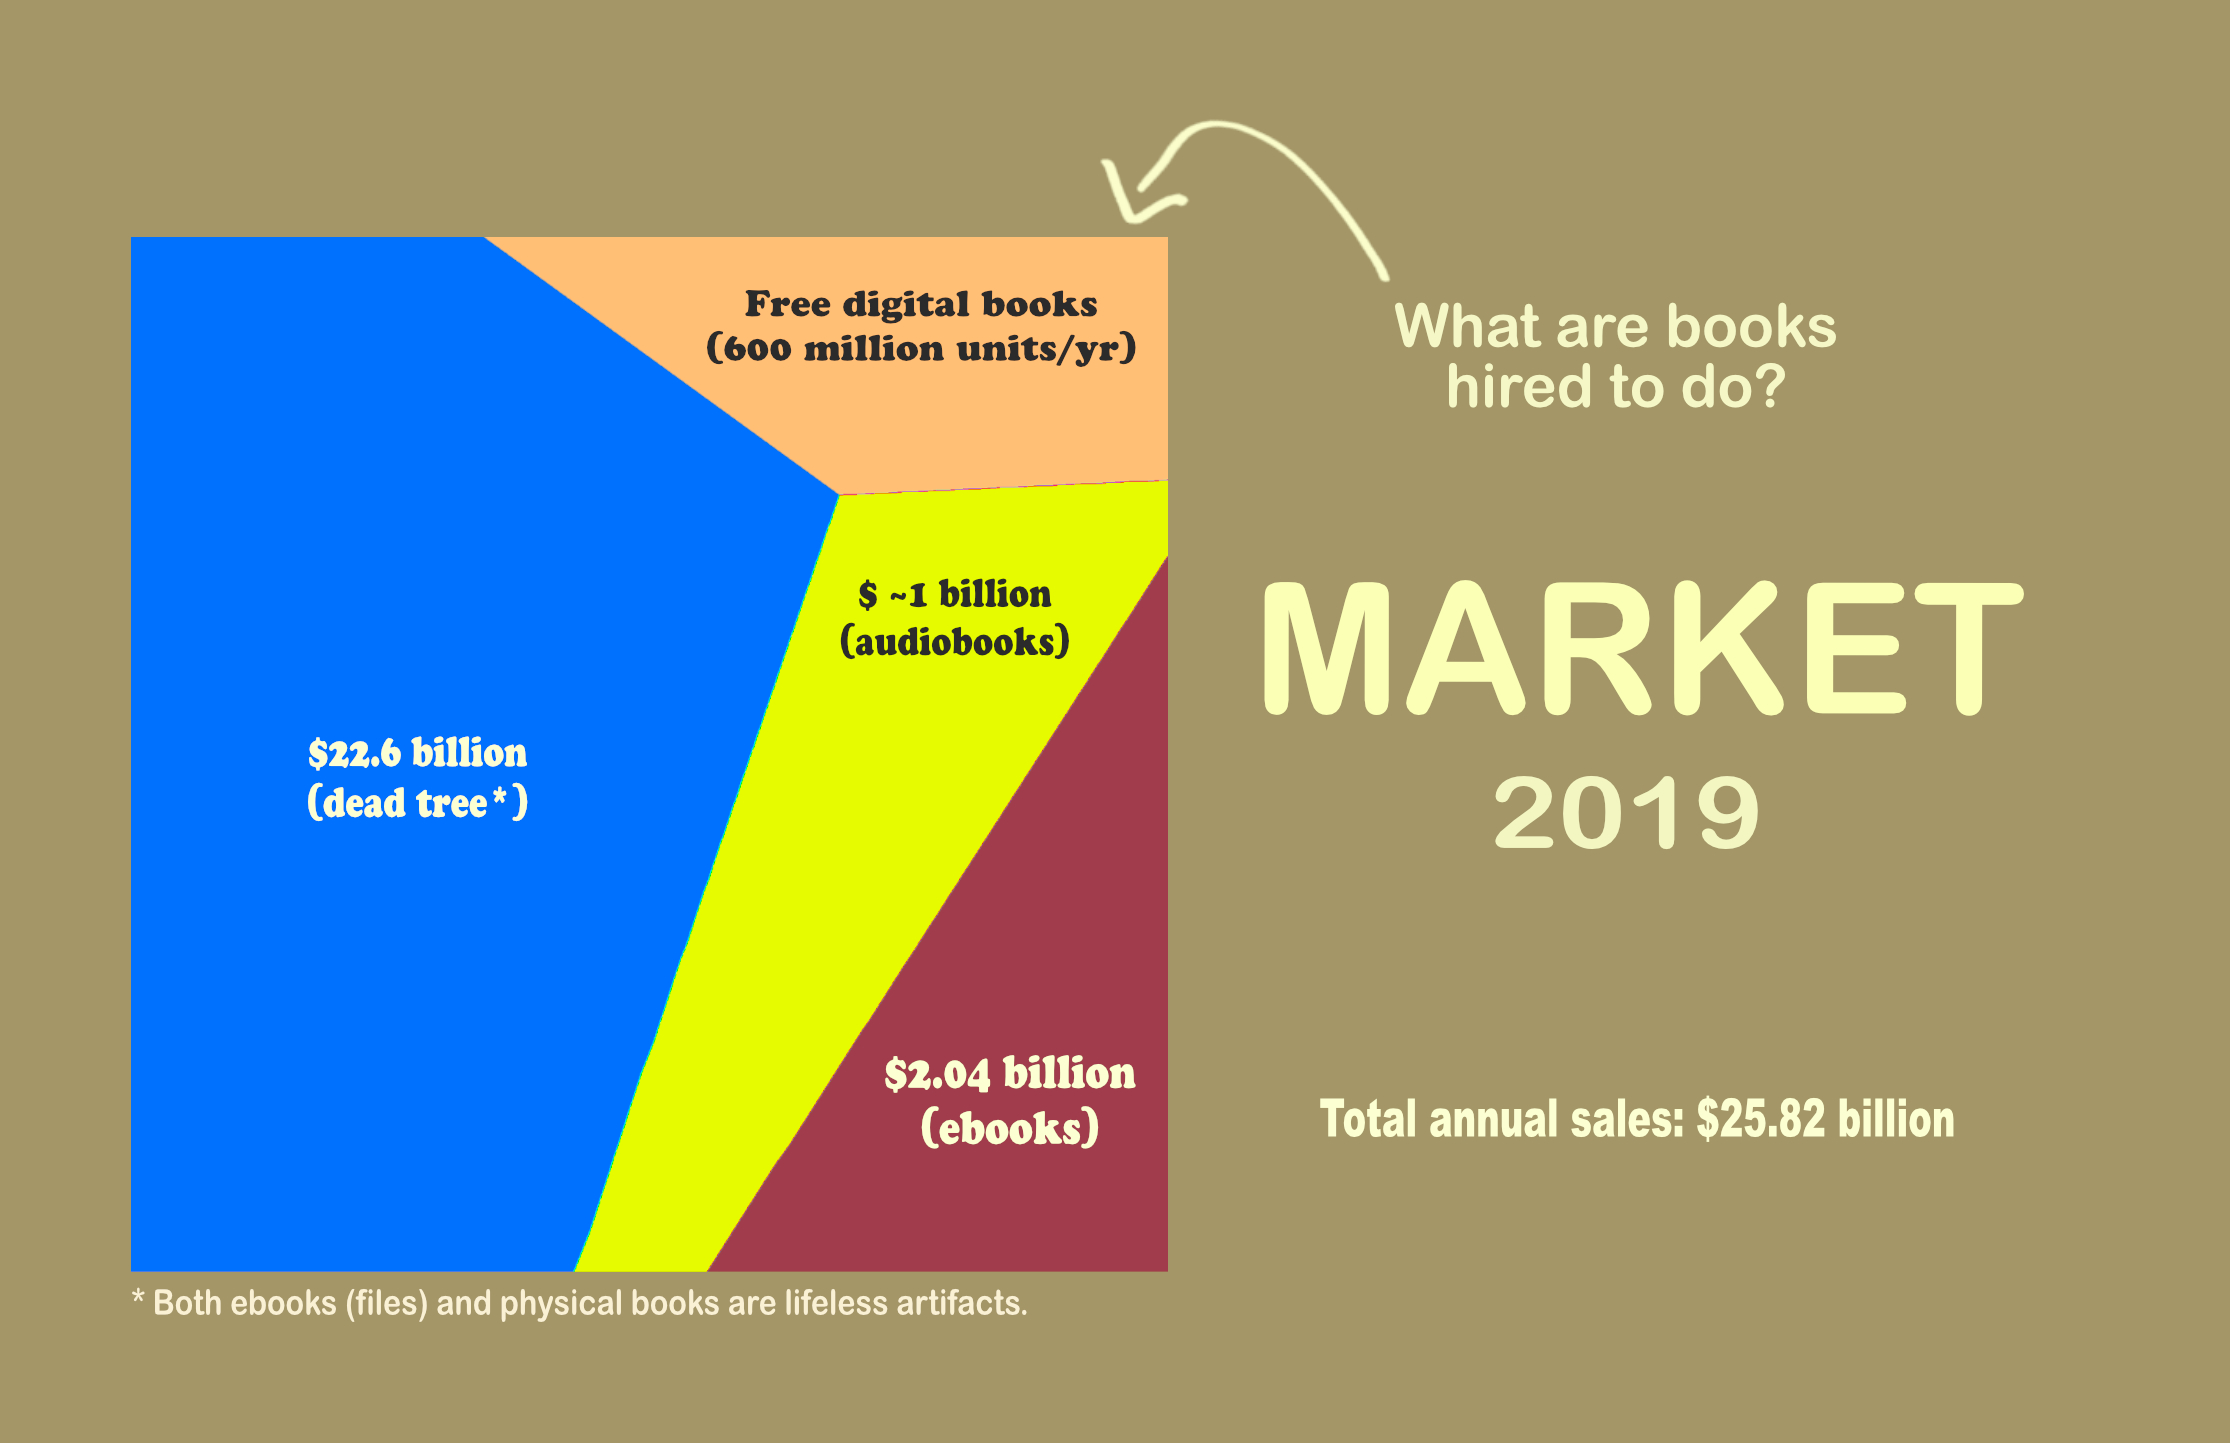 What are books
hired to do?
Free digital books
(600 million units/yr)
$ ~1 billion
(audiobooks)
$22.6 billion
(dead tree*)
$2.04 billion
(ebooks)
MARKET
2019
Total annual sales: $25.82 billion
* Both ebooks (files) and physical books are lifeless artifacts.